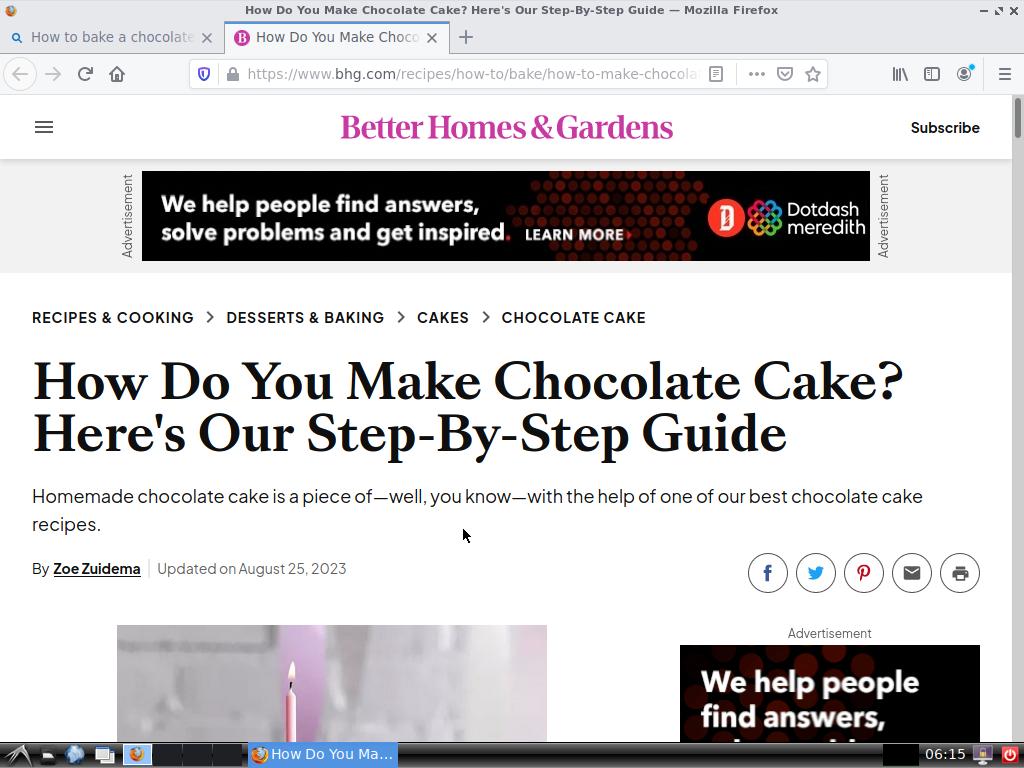 How Do You Make Chocolate Cake? Here's Our Step-By-Step Guide — Mozilla Firefox
How to bake a chocolate
How Do You Make Choco
https://www.bhg.com/recipes/how-to/bake/how-to-make-chocola
Better Homes & Gardens
Subscribe
Advertisement
We help people find answers,
solve problems and get inspired. LEARN MORE
Dotdash
meredith
Advertisement
RECIPES & COOKING > DESSERTS & BAKING > CAKES > CHOCOLATE CAKE
How Do You Make Chocolate Cake?
Here's Our Step-By-Step Guide
Homemade chocolate cake is a piece of—well, you know—with the help of one of our best chocolate cake
recipes.
By Zoe Zuidema
Updated on August 25, 2023
Advertisement
We help people
find answers,
How Do You Ma...
06:15